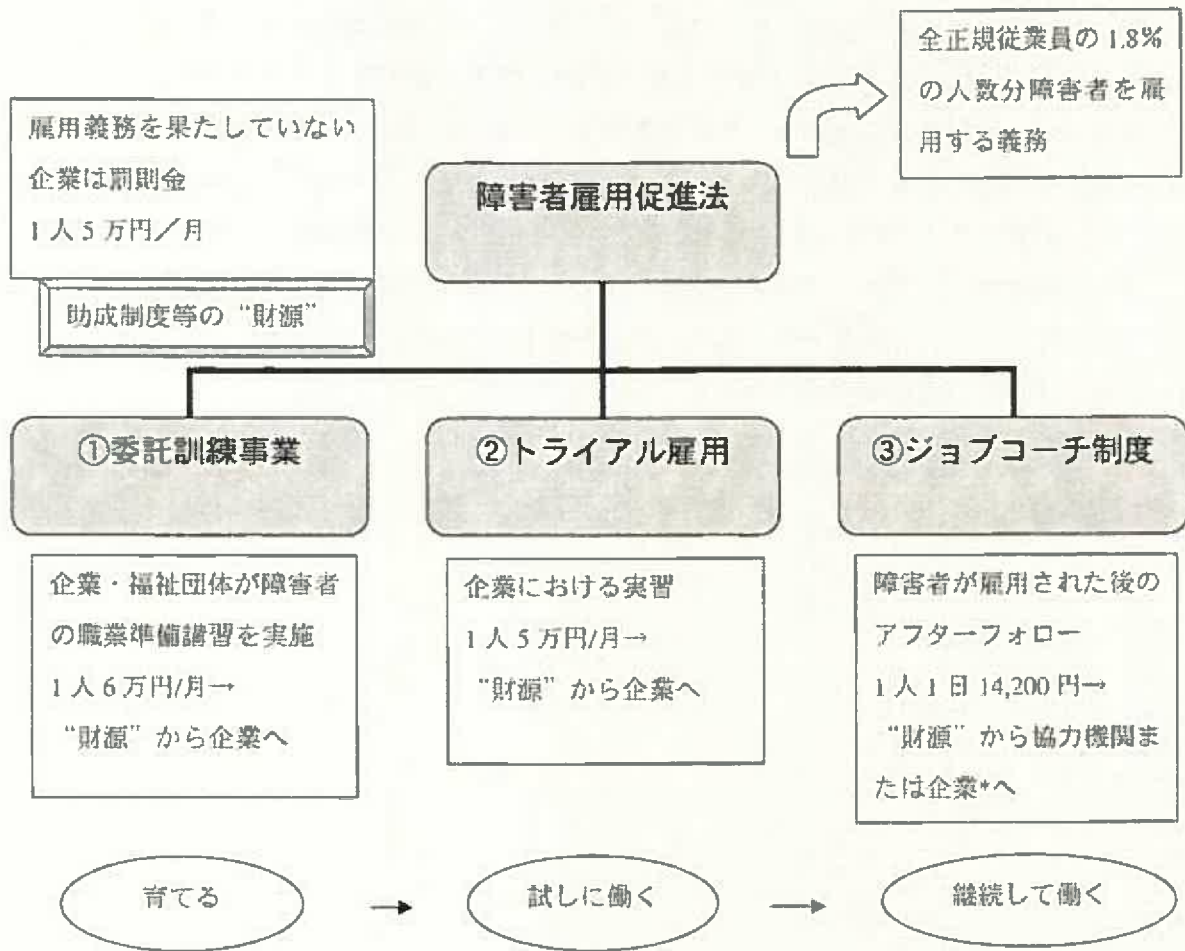 全正規従業員の 1.8%
の人数分障害者を雇
用する義務
雇用義務を果たしていない
企業は罰則金
1 人 5 万円／月
助成制度等の “財源”
障害者雇用促進法
①委託訓練事業
企業・福祉団体が障害者
の職業準備講習を実施
1 人 6 万円/月→
“財源” から企業へ
②トライアル雇用
企業における実習
1 人 5 万円/月→
“財源” から企業へ
③ジョブコーチ制度
障害者が雇用された後の
アフターフォロー
1 人 1 日 14,200 円→
“財源” から協力機関ま
たは企業*へ
育てる
→
試しに働く
→
継続して働く